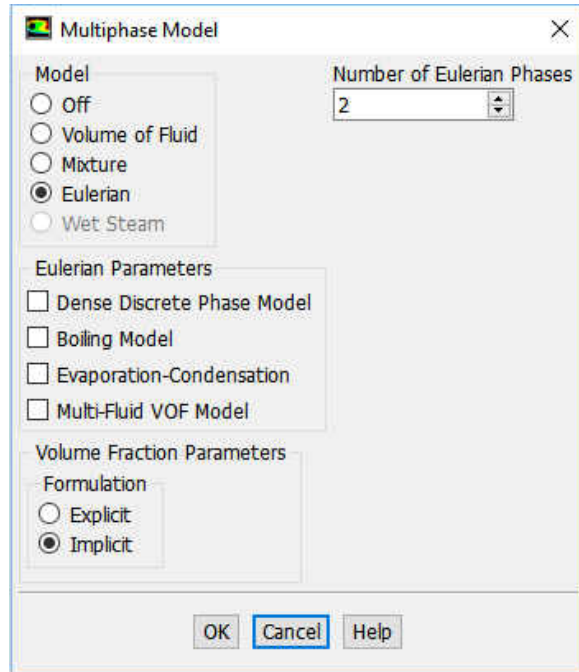 Multiphase Model
Model
Off
Volume of Fluid
Mixture
Eulerian
Wet Steam
Number of Eulerian Phases
2
Eulerian Parameters
Dense Discrete Phase Model
Boiling Model
Evaporation-Condensation
Multi-Fluid VOF Model
Volume Fraction Parameters
Formulation
Explicit
Implicit
OK Cancel Help